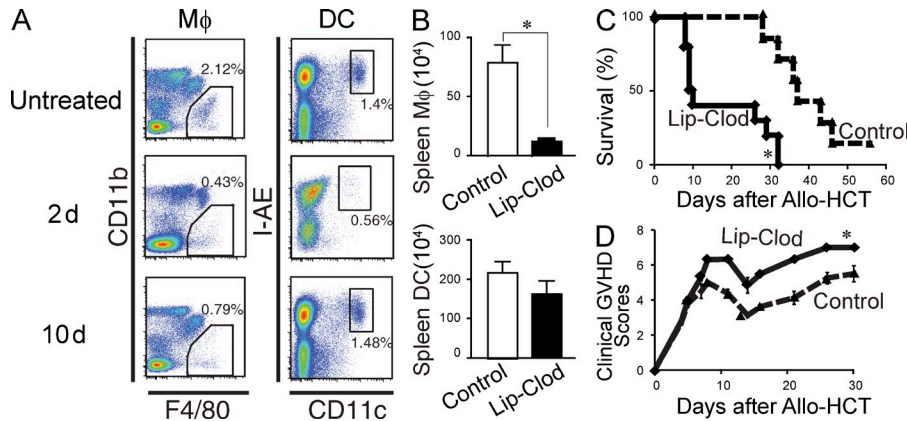 A
Mϕ
DC
Untreated
2.12%
1.4%
2d
0.43%
0.56%
10d
0.79%
1.48%
CD11b
I-AE
F4/80
CD11c
B
Spleen Mϕ(10⁴)
100
50
0
*
Control
Lip-Clod
Spleen DC(10⁴)
300
200
100
0
Control
Lip-Clod
C
Survival (%)
100
50
0
Lip-Clod
Control
*
0 10 20 30 40 50 60
Days after Allo-HCT
D
Clinical GVHD
Scores
8
6
4
2
0
Lip-Clod
*
Control
0 10 20 30
Days after Allo-HCT